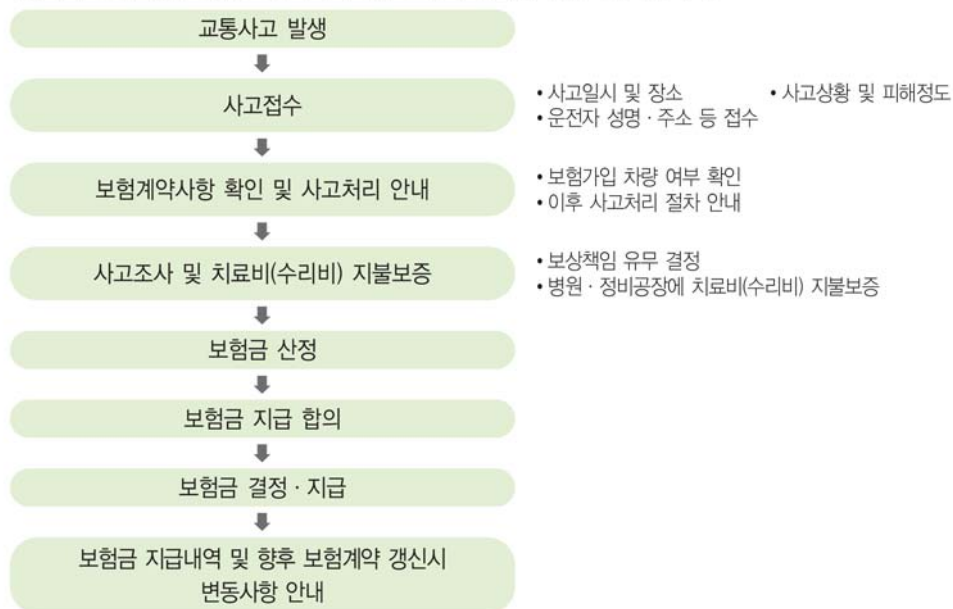 교통사고 발생
사고접수
• 사고일시 및 장소 • 사고상황 및 피해정도
• 운전자 성명 · 주소 등 접수
보험계약사항 확인 및 사고처리 안내
• 보험가입 차량 여부 확인
• 이후 사고처리 절차 안내
사고조사 및 치료비(수리비) 지불보증
• 보상책임 유무 결정
• 병원 · 정비공장에 치료비(수리비) 지불보증
보험금 산정
보험금 지급 합의
보험금 결정 · 지급
보험금 지급내역 및 향후 보험계약 갱신시
변동사항 안내